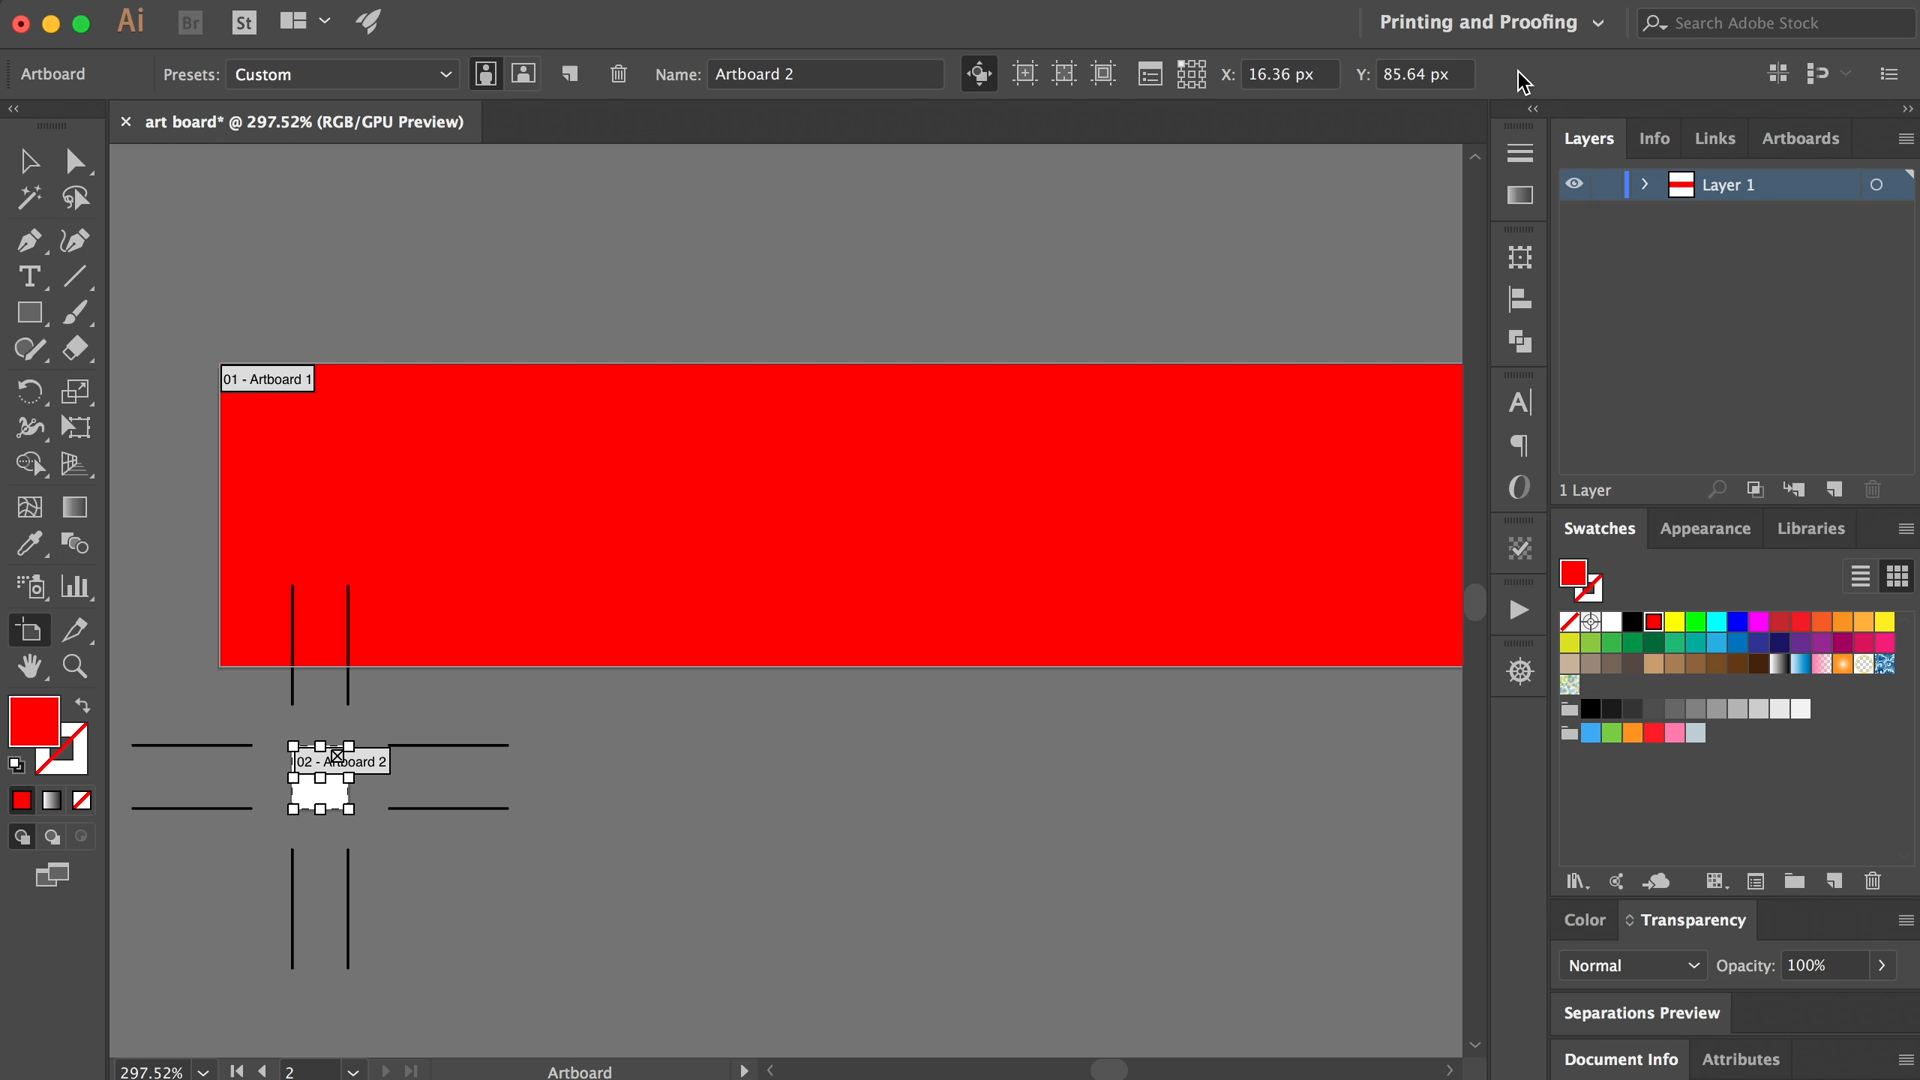 Ai
Br
St
Printing and Proofing
Search Adobe Stock
Artboard
Presets:
Custom
Name:
Artboard 2
X:
16.36 px
Y:
85.64 px
art board* @ 297.52% (RGB/GPU Preview)
Layers
Info
Links
Artboards
Layer 1
01 - Artboard 1
02 - Artboard 2
1 Layer
Swatches
Appearance
Libraries
Color
Transparency
Normal
Opacity:
100%
Separations Preview
Document Info
Attributes
297.52%
2
Artboard